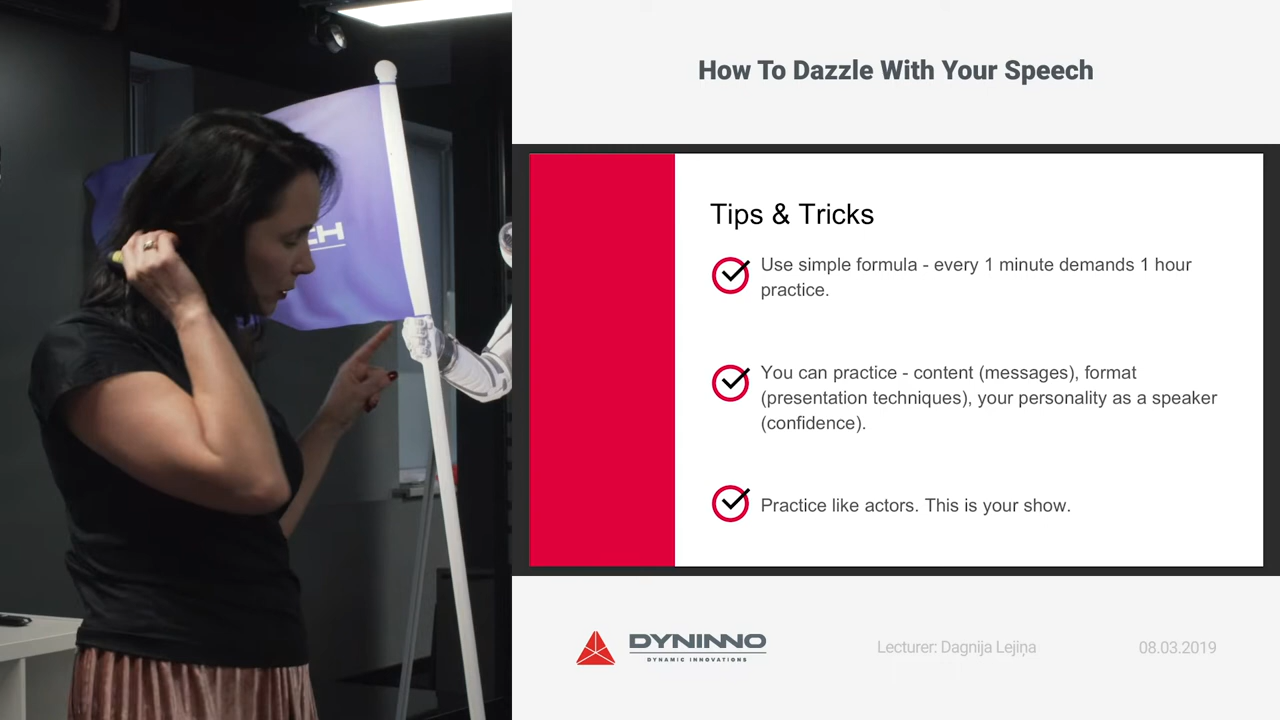 How To Dazzle With Your Speech
CH
Tips & Tricks
Use simple formula - every 1 minute demands 1 hour
practice.
You can practice - content (messages), format
(presentation techniques), your personality as a speaker
(confidence).
Practice like actors. This is your show.
DYNINNO
DYNAMIC INNOVATIONS
Lecturer: Dagnija Lejiņa
08.03.2019